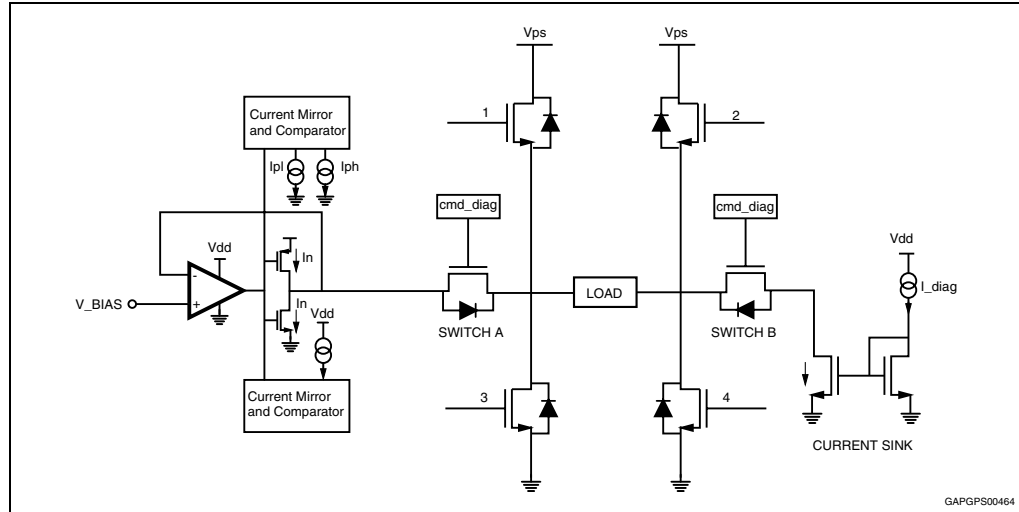 Vps
Vps
Current Mirror
and Comparator
1
2
Ipl
Iph
cmd_diag
cmd_diag
Vdd
Vdd
In
I_diag
-
+
V_BIAS
In
LOAD
Vdd
SWITCH A
SWITCH B
Current Mirror
and Comparator
3
4
CURRENT SINK
GAPGPS00464